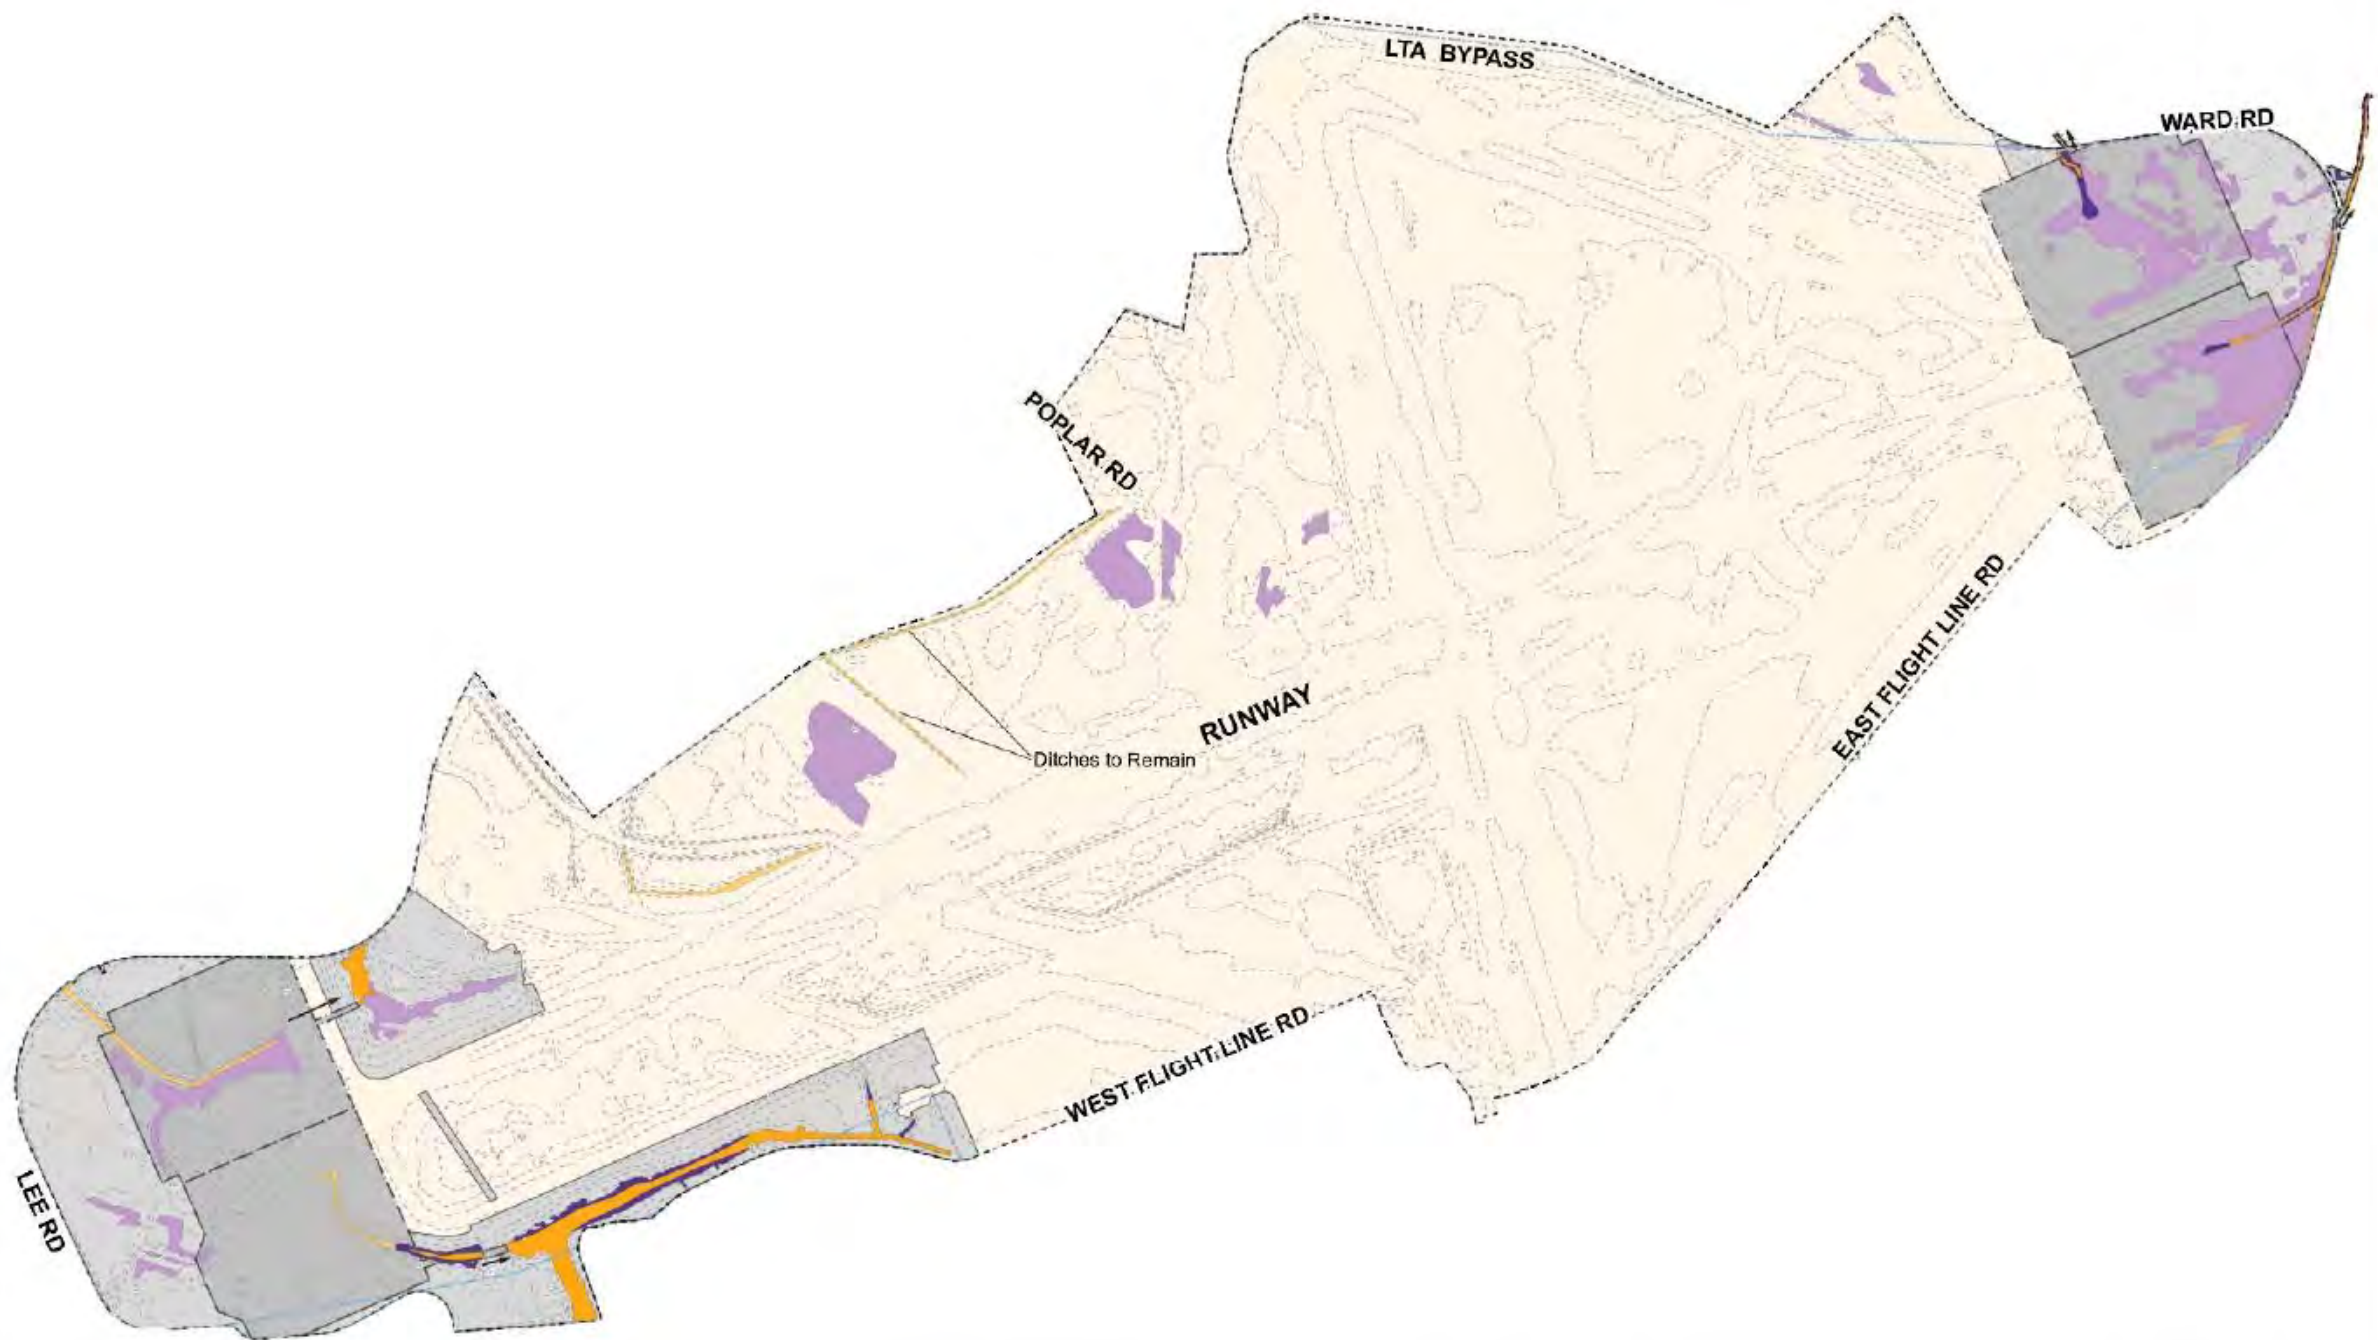 LTA BYPASS
WARD RD
POPLAR RD
EAST FLIGHT LINE RD
RUNWAY
Ditches to Remain
WEST FLIGHT LINE RD
LEE RD